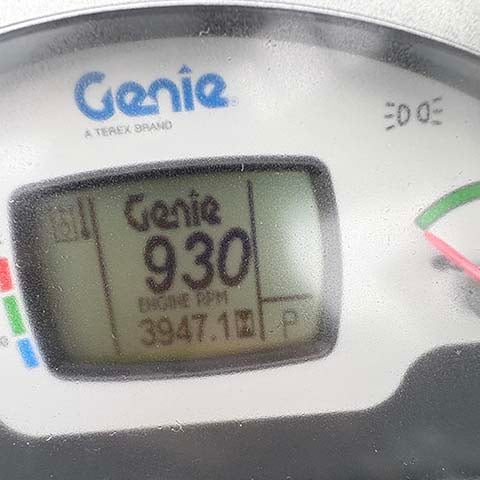 Genie
A TEREX BRAND
Genie
930
ENGINE RPM
3947.1
P